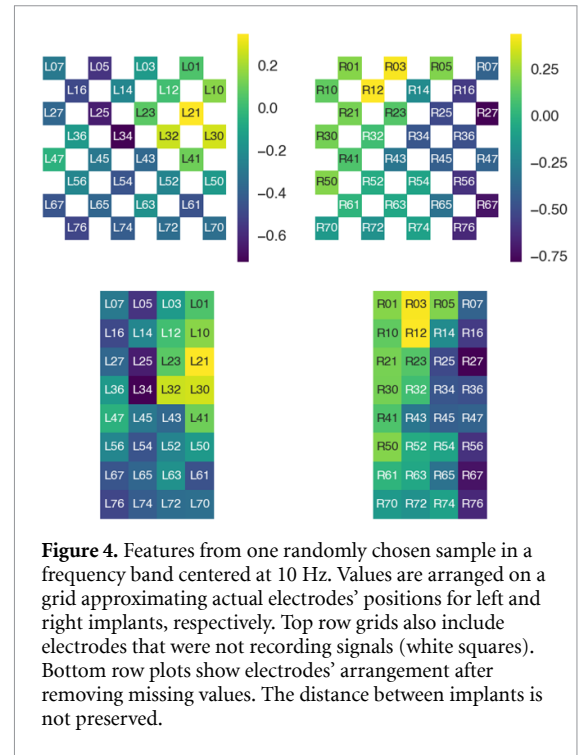 L07 L05 L03 L01
L16 L14 L12 L10
L27 L25 L23 L21
L36 L34 L32 L30
L47 L45 L43 L41
L56 L54 L52 L50
L67 L65 L63 L61
L76 L74 L72 L70
0.2
0.0
−0.2
−0.4
−0.6
R01 R03 R05 R07
R10 R12 R14 R16
R21 R23 R25 R27
R30 R32 R34 R36
R41 R43 R45 R47
R50 R52 R54 R56
R61 R63 R65 R67
R70 R72 R74 R76
0.25
0.00
−0.25
−0.50
−0.75
L07 L05 L03 L01
L16 L14 L12 L10
L27 L25 L23 L21
L36 L34 L32 L30
L47 L45 L43 L41
L56 L54 L52 L50
L67 L65 L63 L61
L76 L74 L72 L70
R01 R03 R05 R07
R10 R12 R14 R16
R21 R23 R25 R27
R30 R32 R34 R36
R41 R43 R45 R47
R50 R52 R54 R56
R61 R63 R65 R67
R70 R72 R74 R76
Figure 4. Features from one randomly chosen sample in a
frequency band centered at 10 Hz. Values are arranged on a
grid approximating actual electrodes' positions for left and
right implants, respectively. Top row grids also include
electrodes that were not recording signals (white squares).
Bottom row plots show electrodes' arrangement after
removing missing values. The distance between implants is
not preserved.